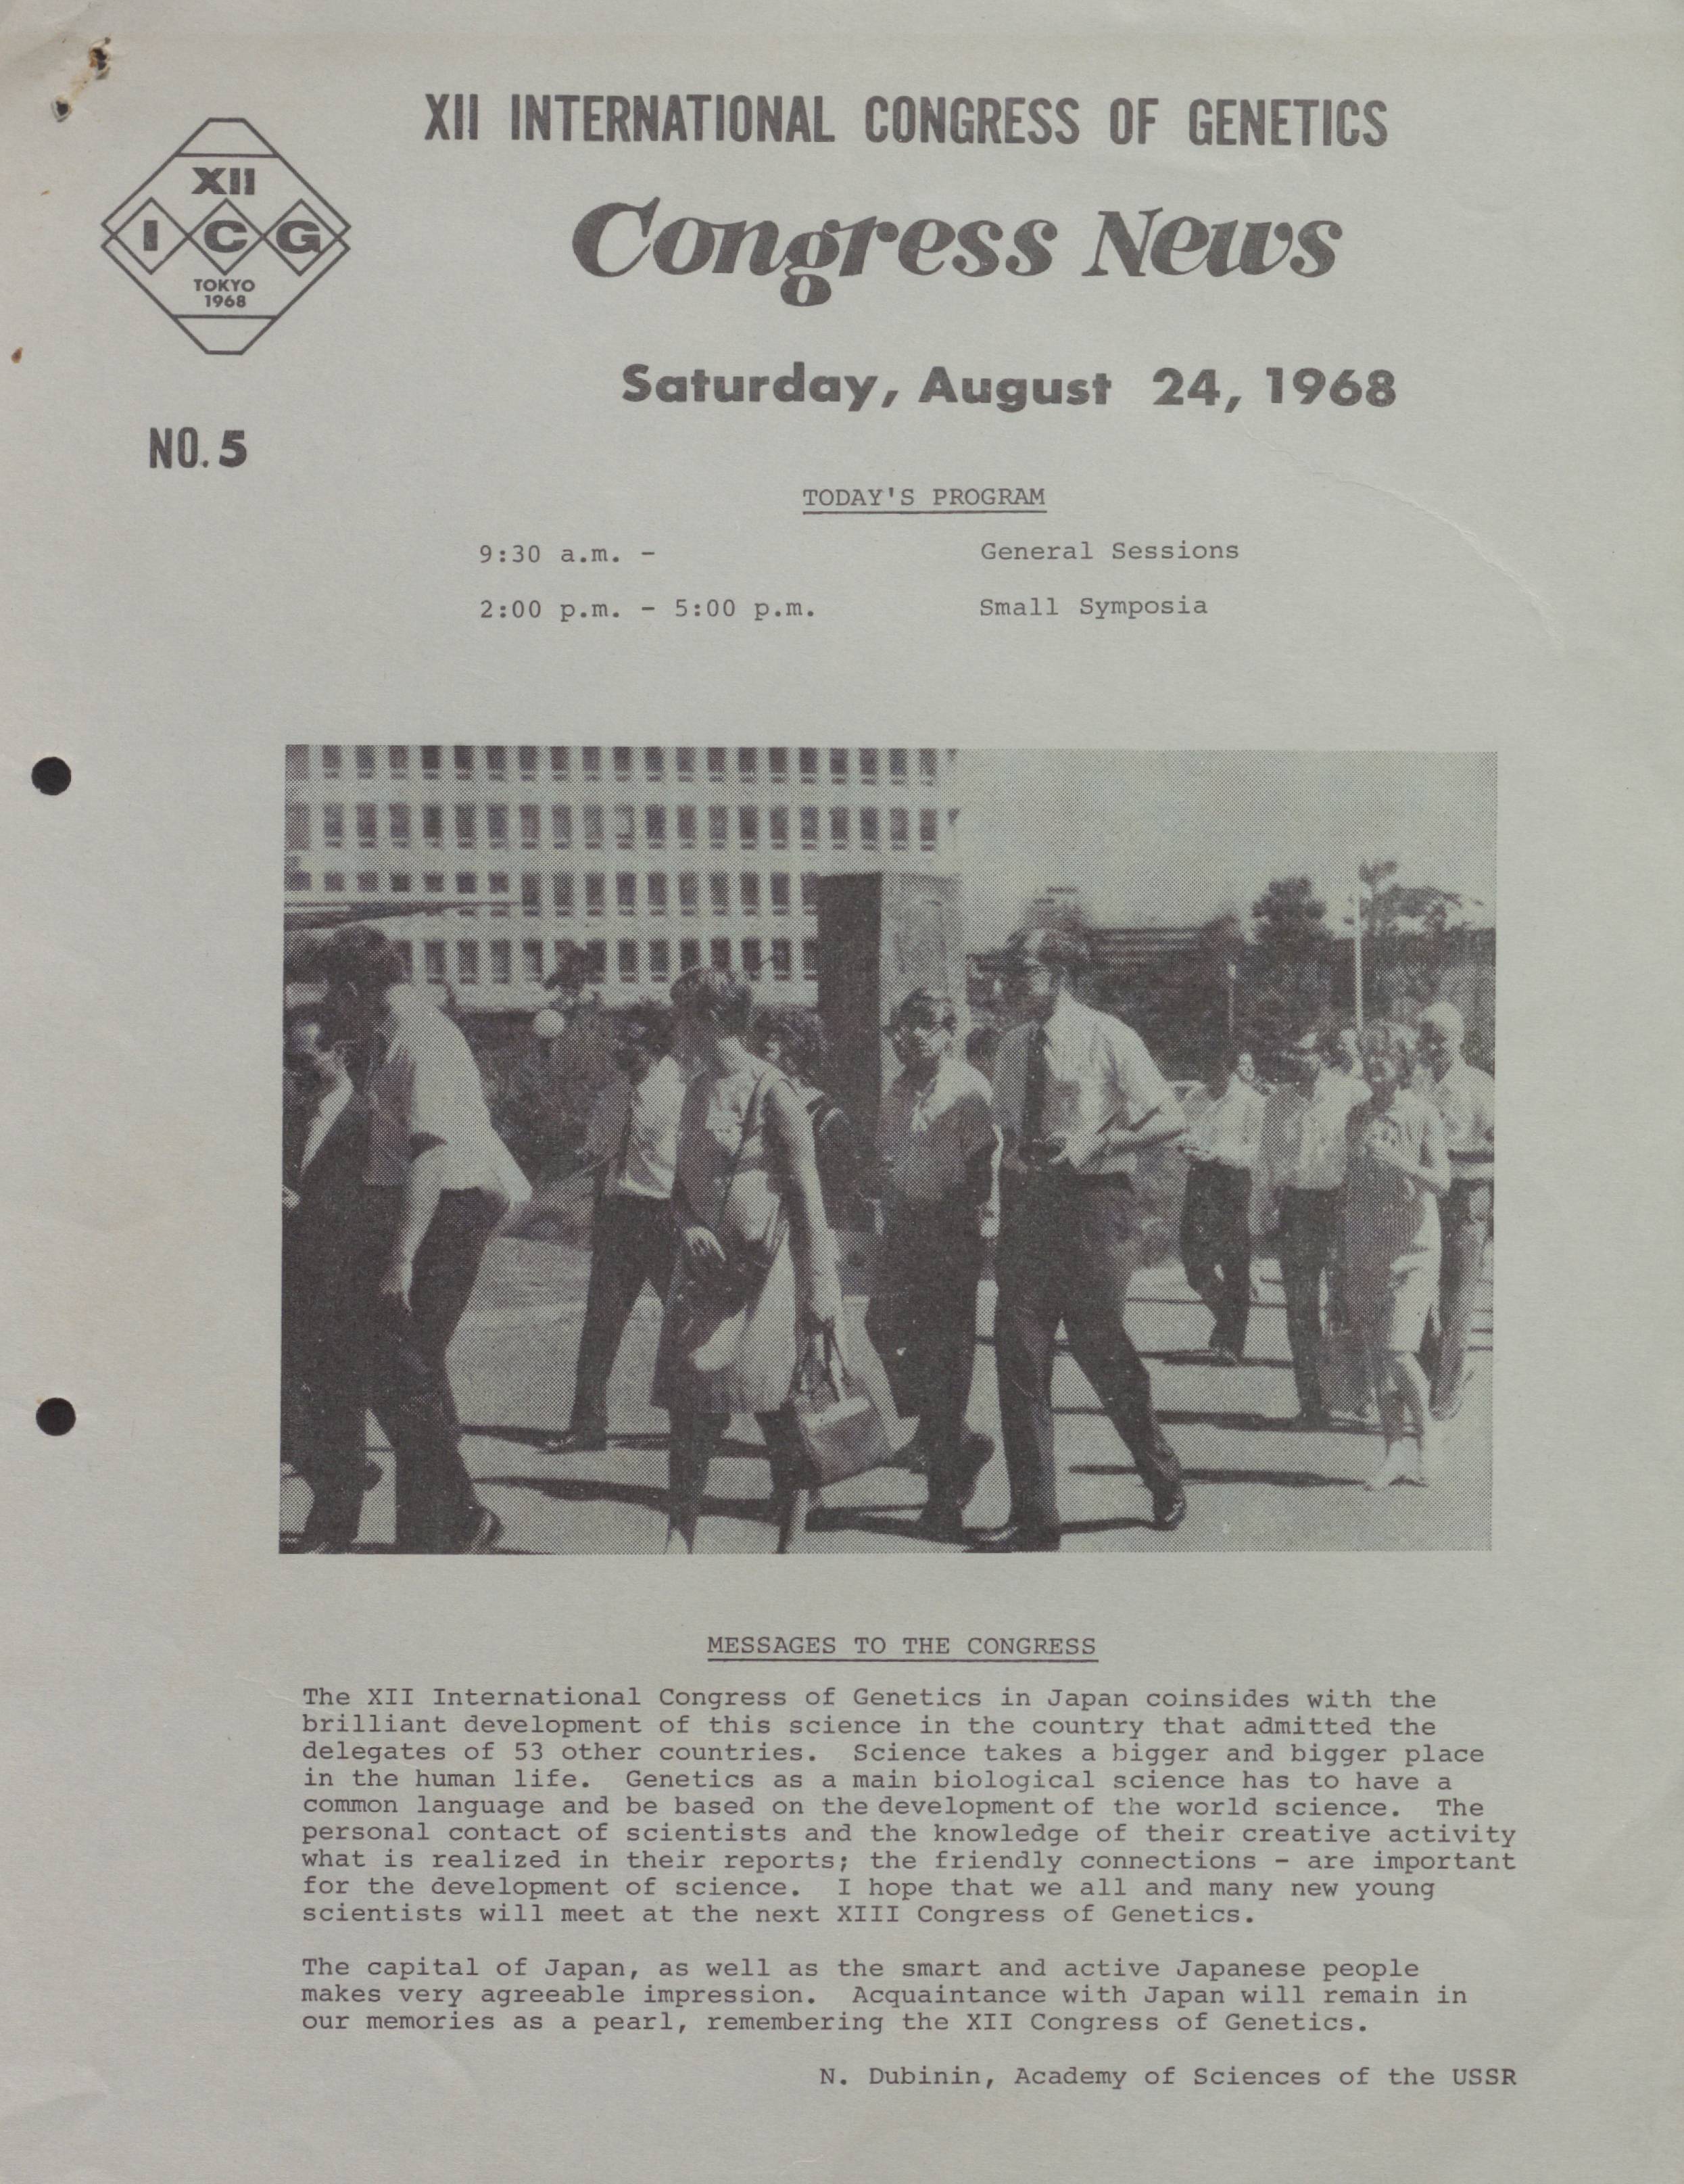 XII INTERNATIONAL CONGRESS OF GENETICS
XII
I C G
TOKYO
1968
Congress News
Saturday, August 24, 1968
NO. 5
TODAY'S PROGRAM
9:30 a.m. - General Sessions
2:00 p.m. - 5:00 p.m. Small Symposia
MESSAGES TO THE CONGRESS
The XII International Congress of Genetics in Japan coinsides with the
brilliant development of this science in the country that admitted the
delegates of 53 other countries. Science takes a bigger and bigger place
in the human life. Genetics as a main biological science has to have a
common language and be based on the development of the world science. The
personal contact of scientists and the knowledge of their creative activity
what is realized in their reports; the friendly connections - are important
for the development of science. I hope that we all and many new young
scientists will meet at the next XIII Congress of Genetics.
The capital of Japan, as well as the smart and active Japanese people
makes very agreeable impression. Acquaintance with Japan will remain in
our memories as a pearl, remembering the XII Congress of Genetics.
N. Dubinin, Academy of Sciences of the USSR